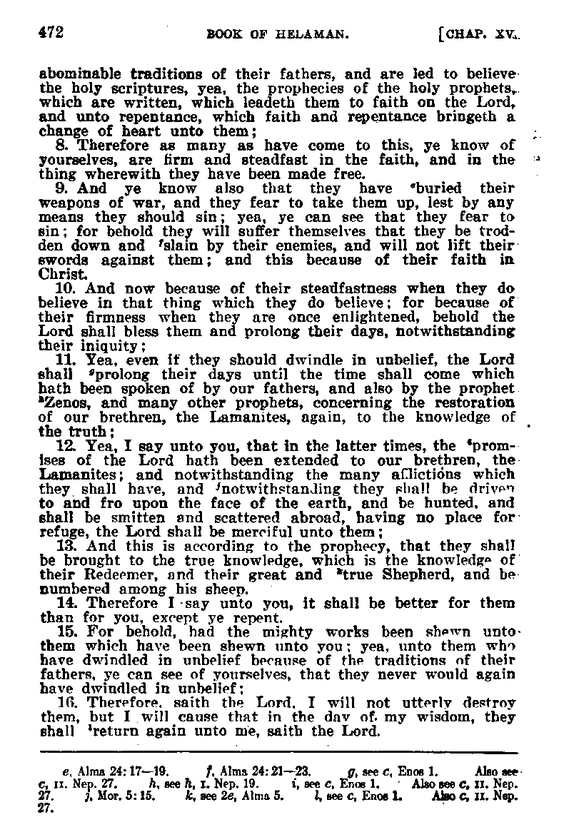 472 BOOK OF HELAMAN. [CHAP. XV.
abominable traditions of their fathers, and are led to believe
the holy scriptures, yea, the prophecies of the holy prophets,
which are written, which leadeth them to faith on the Lord,
and unto repentance, which faith and repentance bringeth a
change of heart unto them;
8. Therefore as many as have come to this, ye know of
yourselves, are firm and steadfast in the faith, and in the
thing wherewith they have been made free.
9. And ye know also that they have ᵉburied their
weapons of war, and they fear to take them up, lest by any
means they should sin; yea, ye can see that they fear to
sin; for behold they will suffer themselves that they be trod-
den down and ᶠslain by their enemies, and will not lift their
swords against them; and this because of their faith in
Christ.
10. And now because of their steadfastness when they do
believe in that thing which they do believe; for because of
their firmness when they are once enlightened, behold the
Lord shall bless them and prolong their days, notwithstanding
their iniquity;
11. Yea, even if they should dwindle in unbelief, the Lord
shall ᵍprolong their days until the time shall come which
hath been spoken of by our fathers, and also by the prophet
ʰZenos, and many other prophets, concerning the restoration
of our brethren, the Lamanites, again, to the knowledge of
the truth;
12. Yea, I say unto you, that in the latter times, the ⁱprom-
ises of the Lord hath been extended to our brethren, the
Lamanites; and notwithstanding the many afflictions which
they shall have, and ʲnotwithstanding they shall be driven
to and fro upon the face of the earth, and be hunted, and
shall be smitten and scattered abroad, having no place for
refuge, the Lord shall be merciful unto them;
13. And this is according to the prophecy, that they shall
be brought to the true knowledge, which is the knowledge of
their Redeemer, and their great and ᵏtrue Shepherd, and be
numbered among his sheep.
14. Therefore I say unto you, it shall be better for them
than for you, except ye repent.
15. For behold, had the mighty works been shewn unto
them which have been shewn unto you; yea, unto them who
have dwindled in unbelief because of the traditions of their
fathers, ye can see of yourselves, that they never would again
have dwindled in unbelief;
16. Therefore, saith the Lord, I will not utterly destroy
them, but I will cause that in the day of my wisdom, they
shall ˡreturn again unto me, saith the Lord.
e, Alma 24:17—19. f, Alma 24:21—23. g, see c, Enos 1. Also see
c, II. Nep. 27. h, see h, I. Nep. 19. i, see c, Enos 1. Also see c, II. Nep.
27. j, Mor. 5:15. k, see 2e, Alma 5. l, see c, Enos 1. Also c, II. Nep.
27.